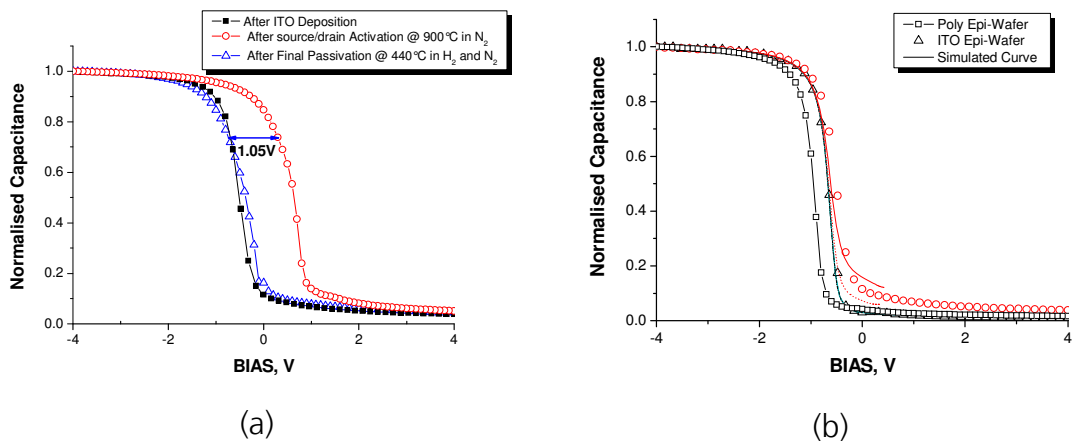 After ITO Deposition
After source/drain Activation @ 900°C in N2
After Final Passivation @ 440°C in H2 and N2
1.0
0.8
0.6
0.4
0.2
0.0
Normalised Capacitance
1.05V
-4
-2
0
2
4
BIAS, V
(a)
Poly Epi-Wafer
ITO Epi-Wafer
Simulated Curve
1.0
0.8
0.6
0.4
0.2
0.0
Normalised Capacitance
-4
-2
0
2
4
BIAS, V
(b)